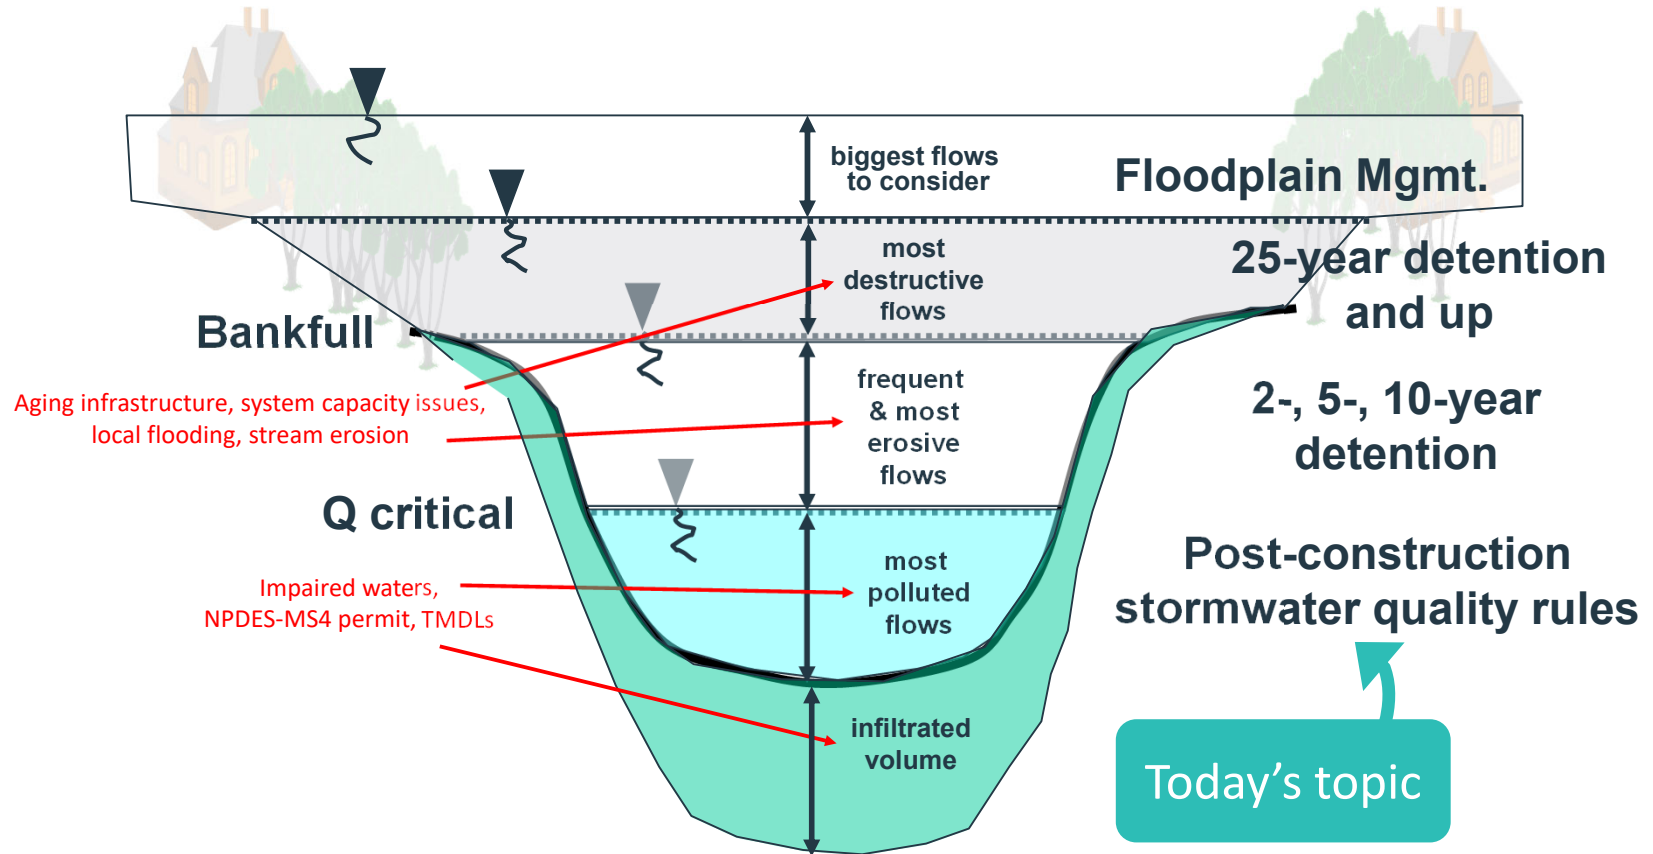 biggest flows
to consider
Floodplain Mgmt.
most
destructive
flows
25-year detention
and up
Bankfull
Aging infrastructure, system capacity issues,
local flooding, stream erosion
frequent
& most
erosive
flows
2-, 5-, 10-year
detention
Q critical
Impaired waters,
NPDES-MS4 permit, TMDLs
most
polluted
flows
Post-construction
stormwater quality rules
infiltrated
volume
Today’s topic